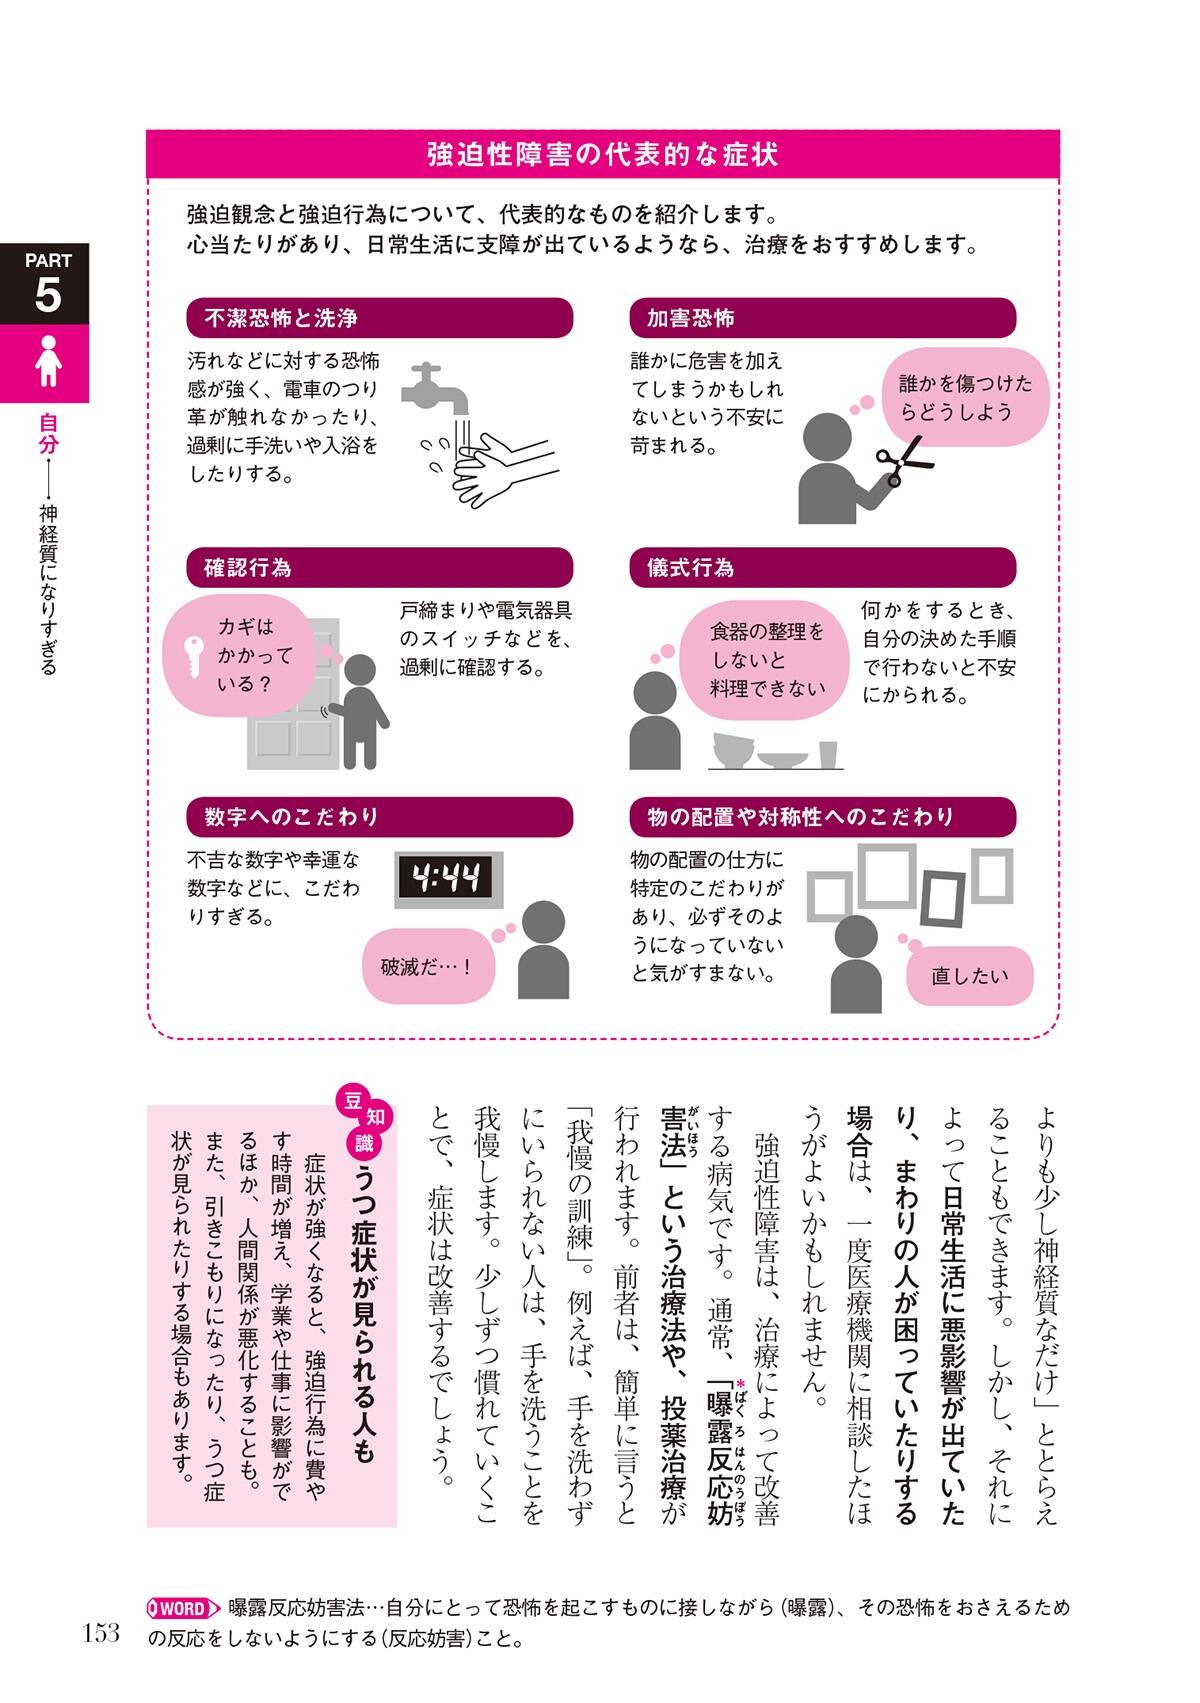 強迫性障害の代表的な症状
強迫観念と強迫行為について、代表的なものを紹介します。
心当たりがあり、日常生活に支障が出ているようなら、治療をおすすめします。
PART
5
自分――神経質になりすぎる
不潔恐怖と洗浄
汚れなどに対する恐怖
感が強く、電車のつり
革が触れなかったり、
過剰に手洗いや入浴を
したりする。
加害恐怖
誰かに危害を加え
てしまうかもしれ
ないという不安に
苛まれる。
誰かを傷つけた
らどうしよう
確認行為
カギは
かかって
いる？
戸締まりや電気器具
のスイッチなどを、
過剰に確認する。
儀式行為
食器の整理を
しないと
料理できない
何かをするとき、
自分の決めた手順
で行わないと不安
にかられる。
数字へのこだわり
不吉な数字や幸運な
数字などに、こだわ
りすぎる。
4:44
破滅だ…！
物の配置や対称性へのこだわり
物の配置の仕方に
特定のこだわりが
あり、必ずそのよ
うになっていない
と気がすまない。
直したい
よりも少し神経質なだけ」ととらえ
ることもできます。しかし、それに
よって日常生活に悪影響が出ていた
り、まわりの人が困っていたりする
場合は、一度医療機関に相談したほ
うがよいかもしれません。
強迫性障害は、治療によって改善
する病気です。通常、「*曝露反応妨
ばくろはんのうぼう
害法」という治療法や、投薬治療が
がいほう
行われます。前者は、簡単に言うと
「我慢の訓練」。例えば、手を洗わず
にいられない人は、手を洗うことを
我慢します。少しずつ慣れていくこ
とで、症状は改善するでしょう。
豆知識
うつ症状が見られる人も
症状が強くなると、強迫行為に費や
す時間が増え、学業や仕事に影響がで
るほか、人間関係が悪化することも。
また、引きこもりになったり、うつ症
状が見られたりする場合もあります。
WORD 曝露反応妨害法…自分にとって恐怖を起こすものに接しながら（曝露）、その恐怖をおさえるため
の反応をしないようにする（反応妨害）こと。
153